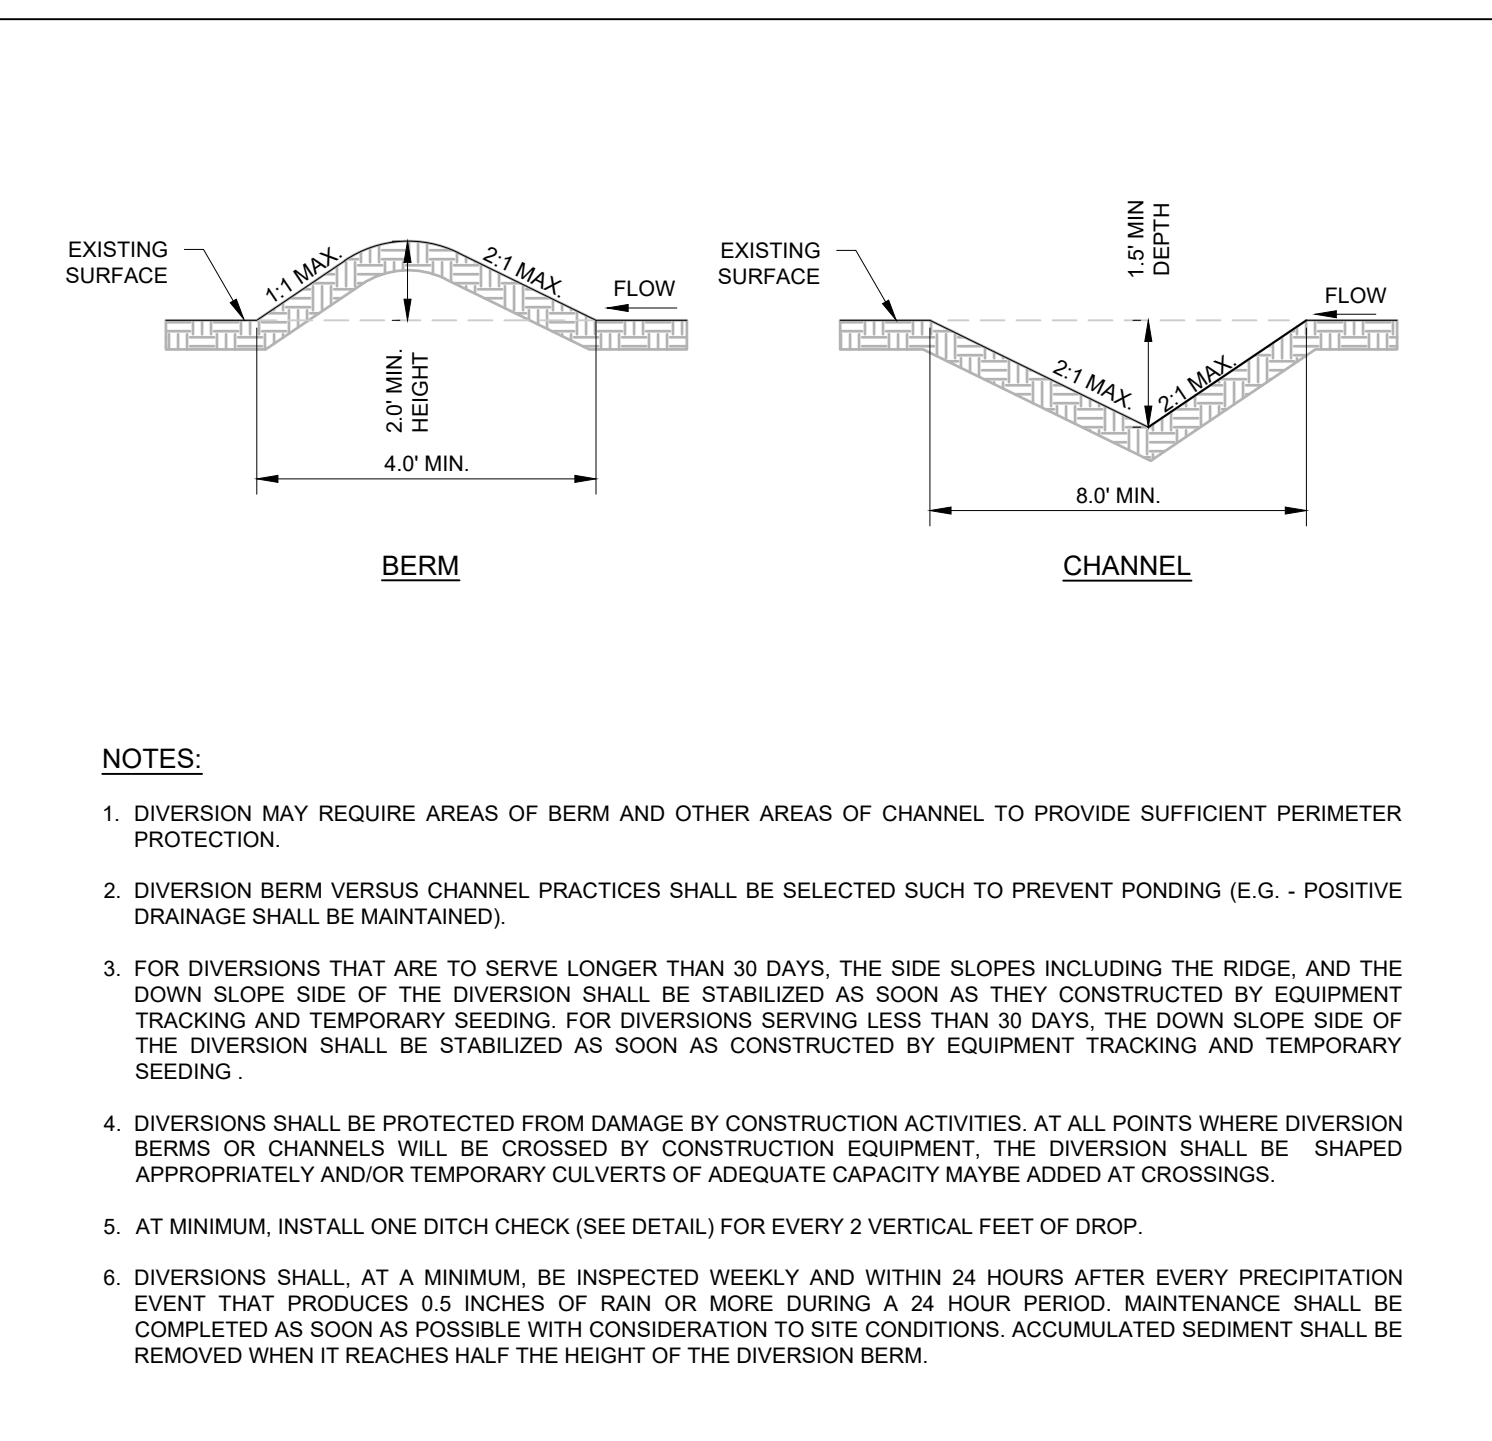 EXISTING
SURFACE
1:1 MAX.
2:1 MAX.
FLOW
2.0' MIN.
HEIGHT
4.0' MIN.
BERM
EXISTING
SURFACE
1.5' MIN
DEPTH
FLOW
2:1 MAX.
2:1 MAX.
8.0' MIN.
CHANNEL
NOTES:
1. DIVERSION MAY REQUIRE AREAS OF BERM AND OTHER AREAS OF CHANNEL TO PROVIDE SUFFICIENT PERIMETER
PROTECTION.
2. DIVERSION BERM VERSUS CHANNEL PRACTICES SHALL BE SELECTED SUCH TO PREVENT PONDING (E.G. - POSITIVE
DRAINAGE SHALL BE MAINTAINED).
3. FOR DIVERSIONS THAT ARE TO SERVE LONGER THAN 30 DAYS, THE SIDE SLOPES INCLUDING THE RIDGE, AND THE
DOWN SLOPE SIDE OF THE DIVERSION SHALL BE STABILIZED AS SOON AS THEY CONSTRUCTED BY EQUIPMENT
TRACKING AND TEMPORARY SEEDING. FOR DIVERSIONS SERVING LESS THAN 30 DAYS, THE DOWN SLOPE SIDE OF
THE DIVERSION SHALL BE STABILIZED AS SOON AS CONSTRUCTED BY EQUIPMENT TRACKING AND TEMPORARY
SEEDING .
4. DIVERSIONS SHALL BE PROTECTED FROM DAMAGE BY CONSTRUCTION ACTIVITIES. AT ALL POINTS WHERE DIVERSION
BERMS OR CHANNELS WILL BE CROSSED BY CONSTRUCTION EQUIPMENT, THE DIVERSION SHALL BE SHAPED
APPROPRIATELY AND/OR TEMPORARY CULVERTS OF ADEQUATE CAPACITY MAYBE ADDED AT CROSSINGS.
5. AT MINIMUM, INSTALL ONE DITCH CHECK (SEE DETAIL) FOR EVERY 2 VERTICAL FEET OF DROP.
6. DIVERSIONS SHALL, AT A MINIMUM, BE INSPECTED WEEKLY AND WITHIN 24 HOURS AFTER EVERY PRECIPITATION
EVENT THAT PRODUCES 0.5 INCHES OF RAIN OR MORE DURING A 24 HOUR PERIOD. MAINTENANCE SHALL BE
COMPLETED AS SOON AS POSSIBLE WITH CONSIDERATION TO SITE CONDITIONS. ACCUMULATED SEDIMENT SHALL BE
REMOVED WHEN IT REACHES HALF THE HEIGHT OF THE DIVERSION BERM.